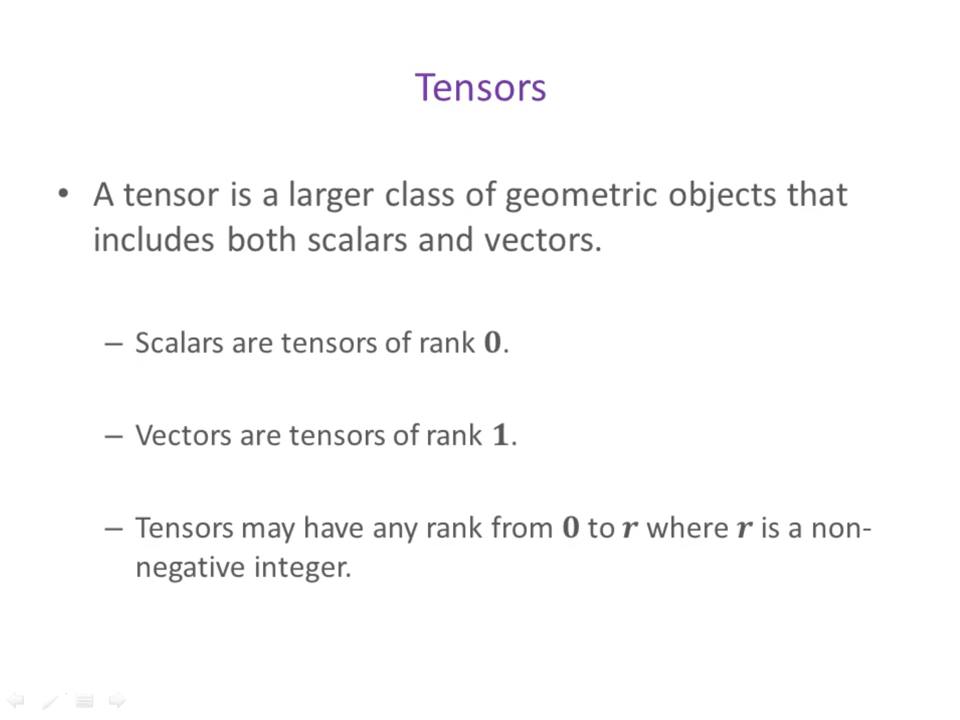 Tensors
• A tensor is a larger class of geometric objects that
includes both scalars and vectors.
– Scalars are tensors of rank 0.
– Vectors are tensors of rank 1.
– Tensors may have any rank from 0 to r where r is a non-
negative integer.